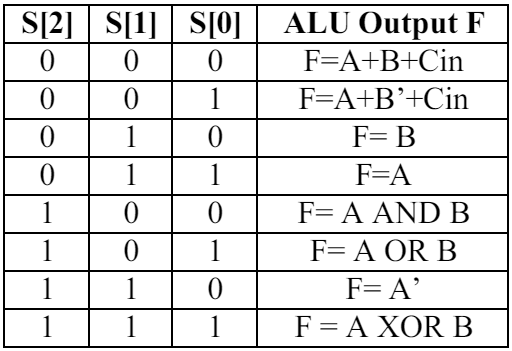 S[2] S[1] S[0] ALU Output F
0 0 0 F=A+B+Cin
0 0 1 F=A+B’+Cin
0 1 0 F= B
0 1 1 F=A
1 0 0 F= A AND B
1 0 1 F= A OR B
1 1 0 F= A’
1 1 1 F = A XOR B